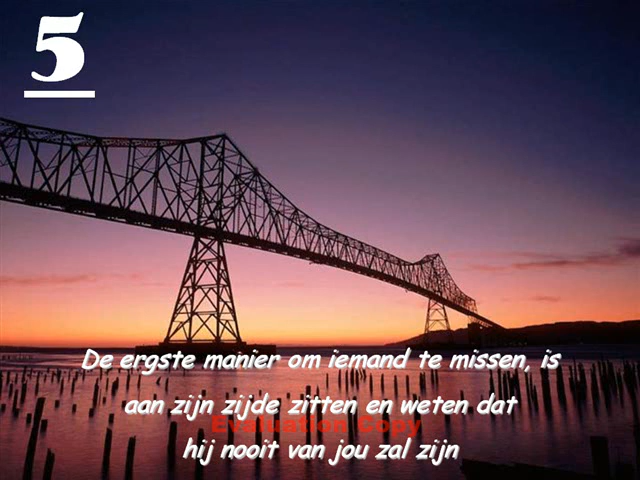 5
De ergste manier om iemand te missen, is
aan zijn zijde zitten en weten dat
Evaluation Copy
hij nooit van jou zal zijn